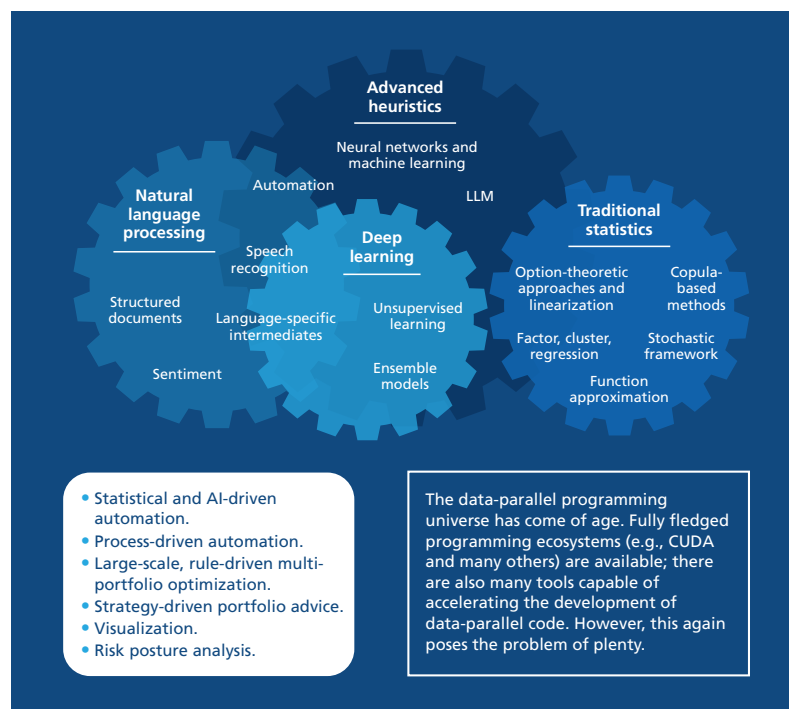 Advanced
heuristics
Neural networks and
machine learning
LLM
Automation
Natural
language
processing
Speech
recognition
Structured
documents
Language-specific
intermediates
Sentiment
Deep
learning
Unsupervised
learning
Ensemble
models
Traditional
statistics
Option-theoretic
approaches and
linearization
Copula-
based
methods
Factor, cluster,
regression
Stochastic
framework
Function
approximation
• Statistical and AI-driven
automation.
• Process-driven automation.
• Large-scale, rule-driven multi-
portfolio optimization.
• Strategy-driven portfolio advice.
• Visualization.
• Risk posture analysis.
The data-parallel programming
universe has come of age. Fully fledged
programming ecosystems (e.g., CUDA
and many others) are available; there
are also many tools capable of
accelerating the development of
data-parallel code. However, this again
poses the problem of plenty.